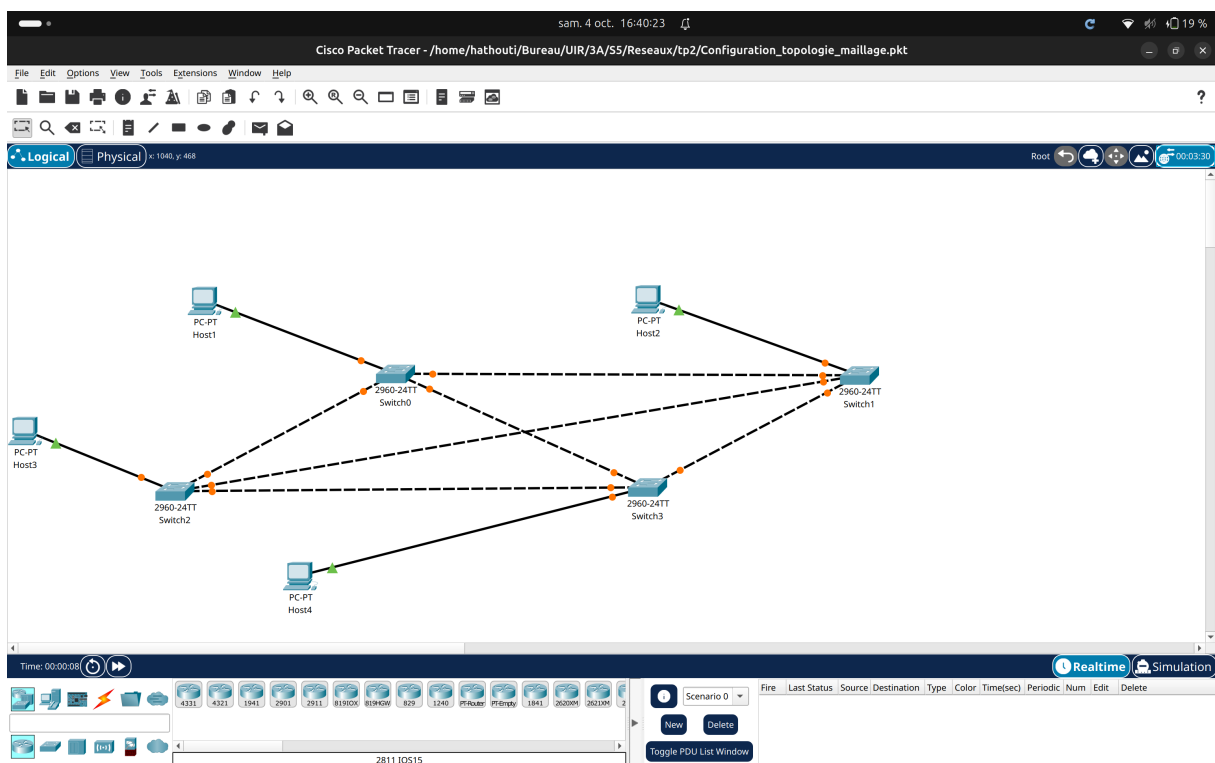 sam. 4 oct. 16:40:23
19 %
Cisco Packet Tracer - /home/hathouti/Bureau/UIR/3A/S5/Reseaux/tp2/Configuration_topologie_maillage.pkt
File Edit Options View Tools Extensions Window Help
?
Logical Physical x: 1040, y: 468 Root 00:03:30
PC-PT
Host1
PC-PT
Host2
2960-24TT
Switch0
2960-24TT
Switch1
PC-PT
Host3
2960-24TT
Switch2
2960-24TT
Switch3
PC-PT
Host4
Time: 00:00:08 Realtime Simulation
4331 4321 1941 2901 2911 819IOX 819HGW 829 1240 PT-Router PT-Empty 1841 2620XM 2621XM 2
2811 IOS15
Scenario 0
New Delete
Toggle PDU List Window
Fire Last Status Source Destination Type Color Time(sec) Periodic Num Edit Delete